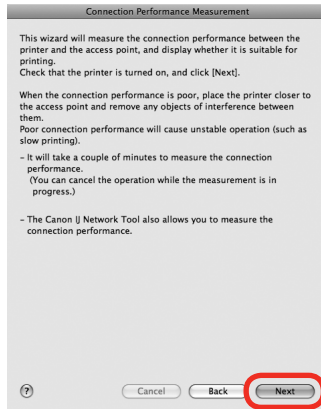 Connection Performance Measurement
This wizard will measure the connection performance between the
printer and the access point, and display whether it is suitable for
printing.
Check that the printer is turned on, and click [Next].
When the connection performance is poor, place the printer closer to
the access point and remove any objects of interference between
them.
Poor connection performance will cause unstable operation (such as
slow printing).
– It will take a couple of minutes to measure the connection
performance.
(You can cancel the operation while the measurement is in
progress.)
– The Canon IJ Network Tool also allows you to measure the
connection performance.
? Cancel Back Next